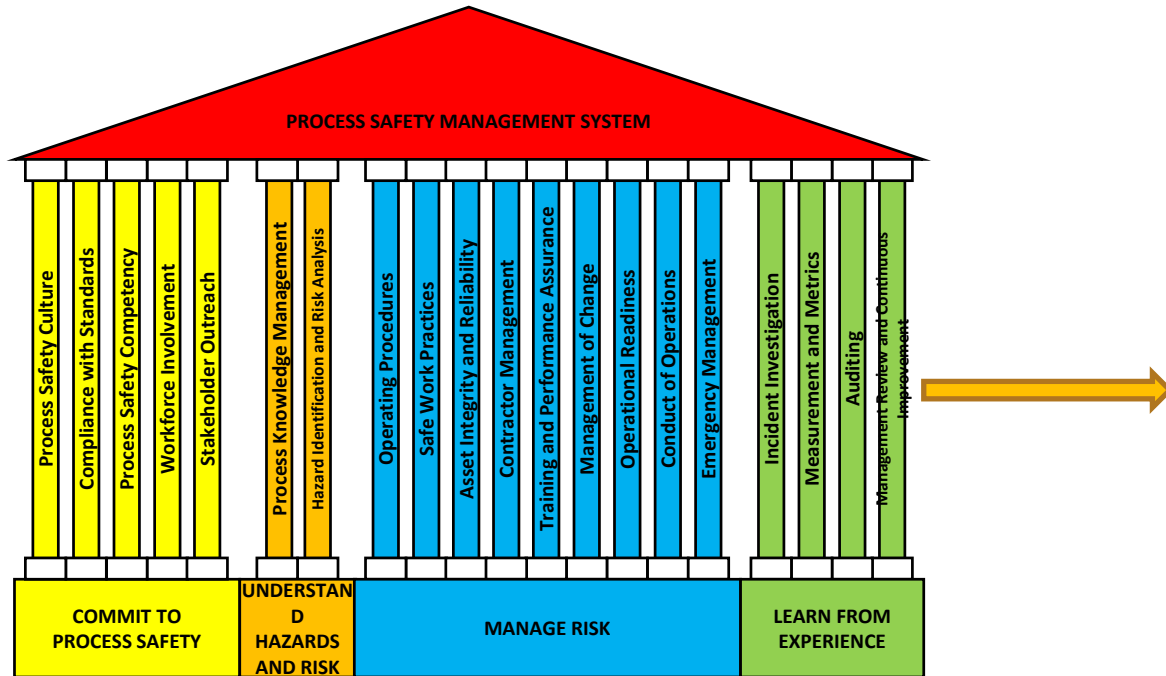 PROCESS SAFETY MANAGEMENT SYSTEM
Process Safety Culture
Compliance with Standards
Process Safety Competency
Workforce Involvement
Stakeholder Outreach
Process Knowledge Management
Hazard Identification and Risk Analysis
Operating Procedures
Safe Work Practices
Asset Integrity and Reliability
Contractor Management
Training and Performance Assurance
Management of Change
Operational Readiness
Conduct of Operations
Emergency Management
Incident Investigation
Measurement and Metrics
Auditing
Management Review and Continuous
Improvement
COMMIT TO
PROCESS SAFETY
UNDERSTAN
D
HAZARDS
AND RISK
MANAGE RISK
LEARN FROM
EXPERIENCE